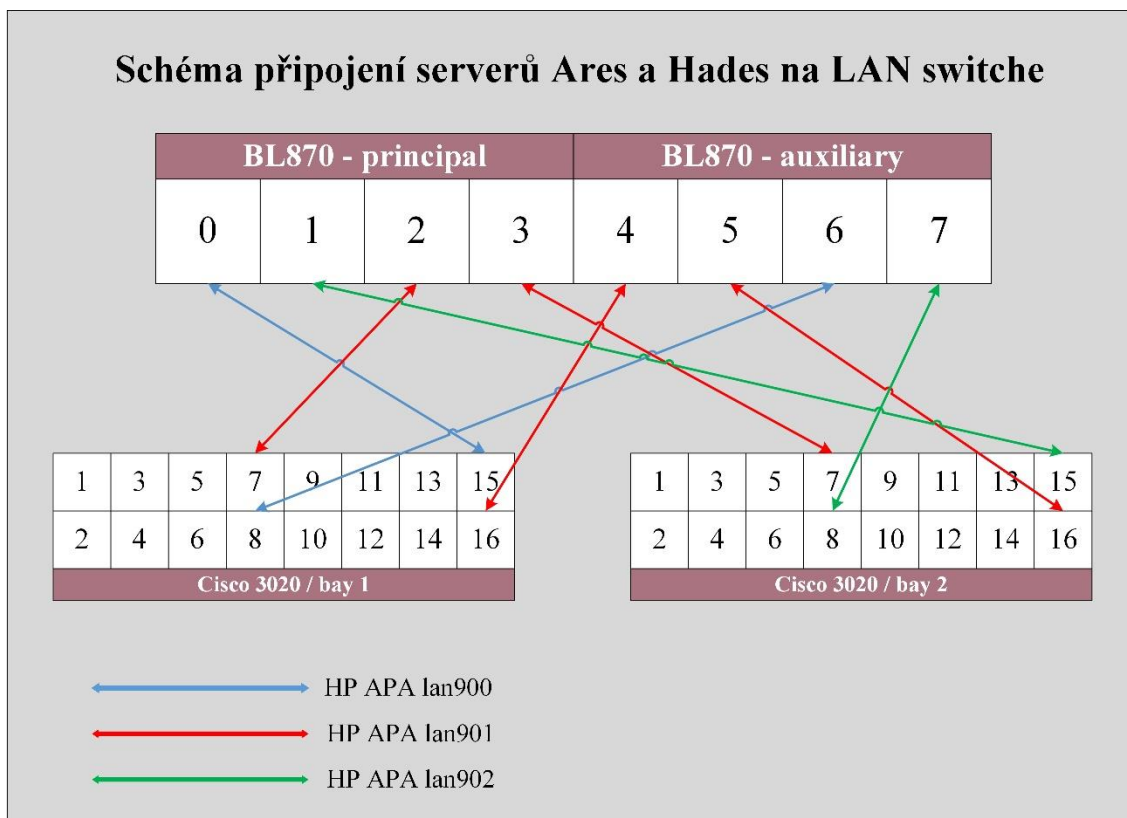 Schéma připojení serverů Ares a Hades na LAN switche
BL870 - principal BL870 - auxiliary
0 1 2 3 4 5 6 7
1 3 5 7 9 11 13 15
2 4 6 8 10 12 14 16
Cisco 3020 / bay 1
1 3 5 7 9 11 13 15
2 4 6 8 10 12 14 16
Cisco 3020 / bay 2
HP APA lan900
HP APA lan901
HP APA lan902